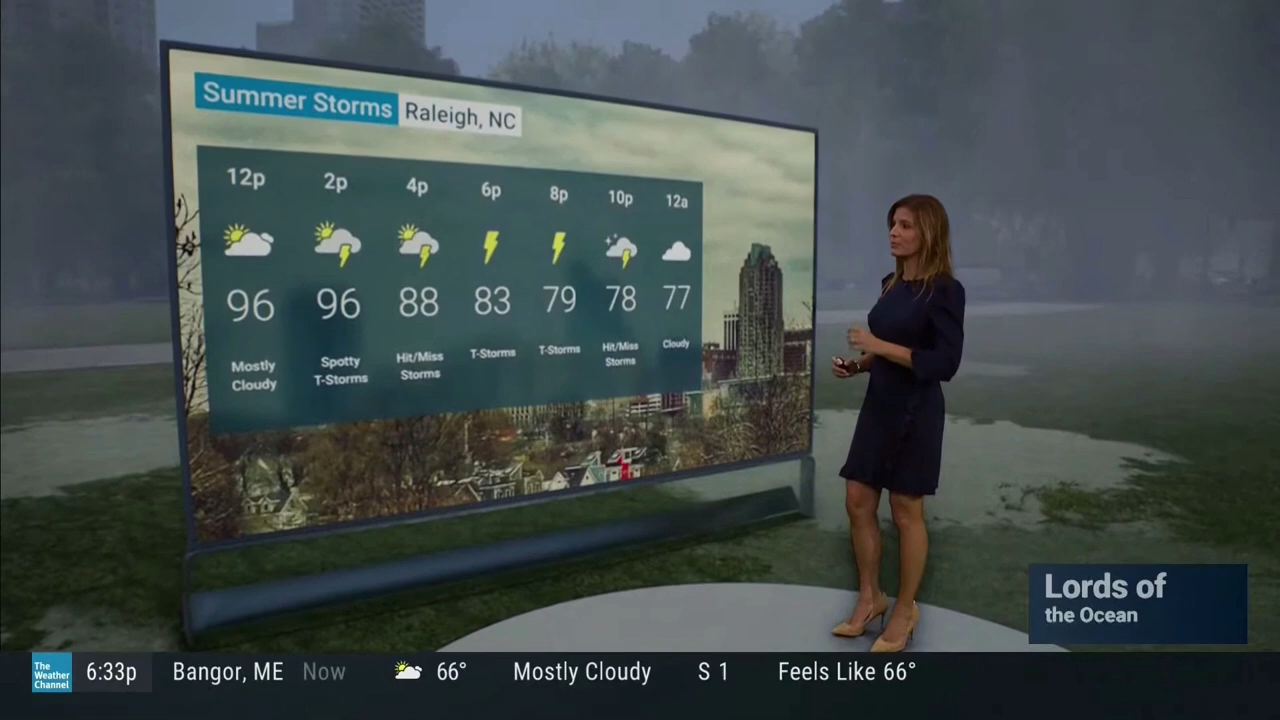 Summer Storms Raleigh, NC
12p 2p 4p 6p 8p 10p 12a
96 96 88 83 79 78 77
Mostly Cloudy Spotty T-Storms Hit/Miss Storms T-Storms T-Storms Hit/Miss Storms Cloudy
Lords of
the Ocean
The
Weather
Channel
6:33p Bangor, ME Now 66° Mostly Cloudy S 1 Feels Like 66°